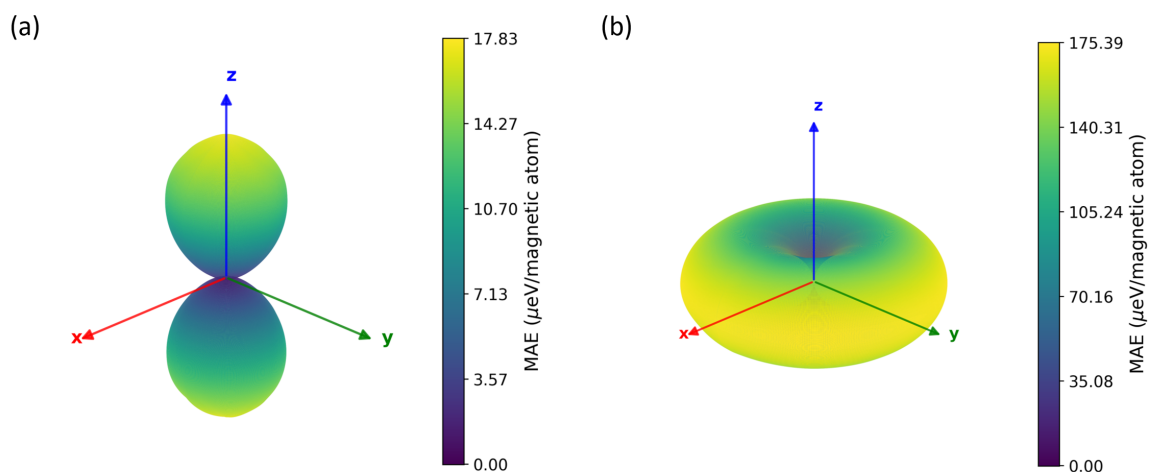 (a)
z
x
y
17.83
14.27
10.70
7.13
3.57
0.00
MAE (μeV/magnetic atom)
(b)
z
x
y
175.39
140.31
105.24
70.16
35.08
0.00
MAE (μeV/magnetic atom)